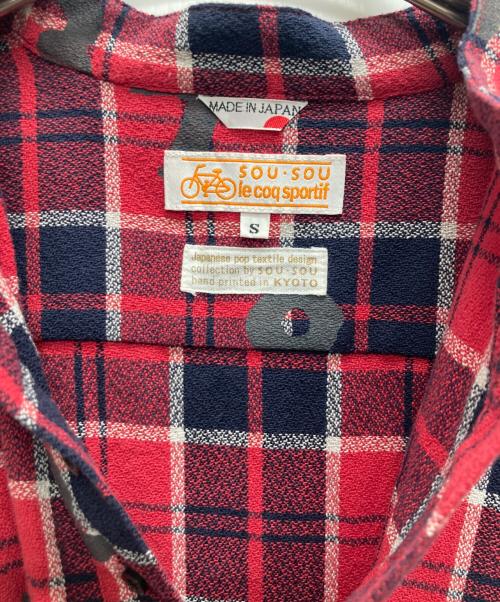 MADE IN JAPAN
SOU・SOU
le coq sportif
S
Japanese pop textile design
collection by SOU・SOU
hand printed in KYOTO